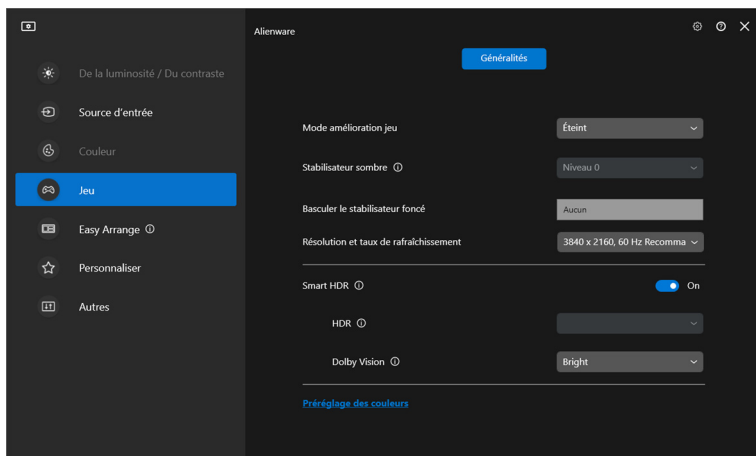 Alienware
Généralités
De la luminosité / Du contraste
Source d'entrée
Couleur
Jeu
Easy Arrange
Personnaliser
Autres
Mode amélioration jeu
Éteint
Stabilisateur sombre
Niveau 0
Basculer le stabilisateur foncé
Aucun
Résolution et taux de rafraîchissement
3840 x 2160, 60 Hz Recomma
Smart HDR
On
HDR
Dolby Vision
Bright
Préréglage des couleurs